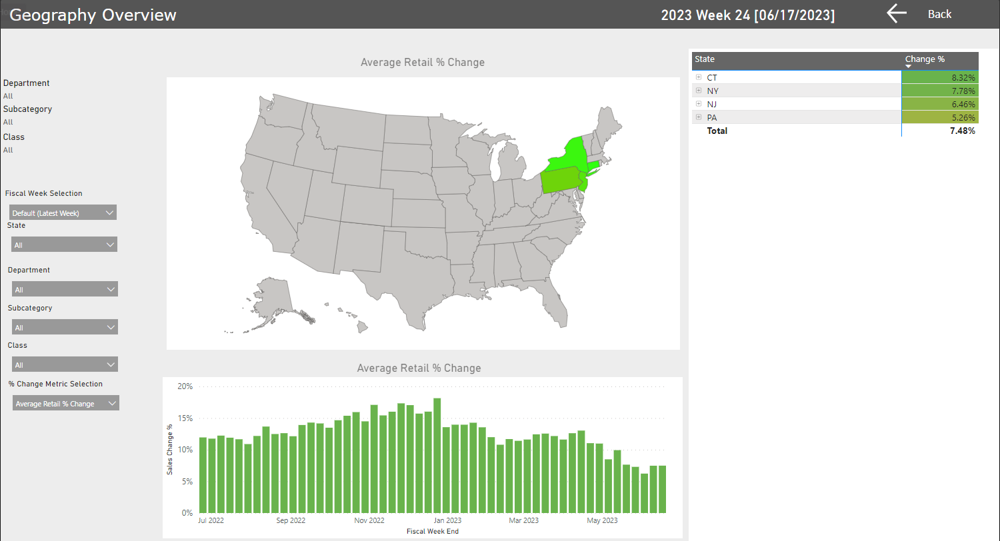 Geography Overview
2023 Week 24 [06/17/2023]
Back
Department
All
Subcategory
All
Class
All
Fiscal Week Selection
Default (Latest Week)
State
All
Department
All
Subcategory
All
Class
All
% Change Metric Selection
Average Retail % Change
Average Retail % Change
Average Retail % Change
Sales Change %
20%
15%
10%
5%
0%
Jul 2022 Sep 2022 Nov 2022 Jan 2023 Mar 2023 May 2023
Fiscal Week End
State Change %
CT 8.32%
NY 7.78%
NJ 6.46%
PA 5.26%
Total 7.48%